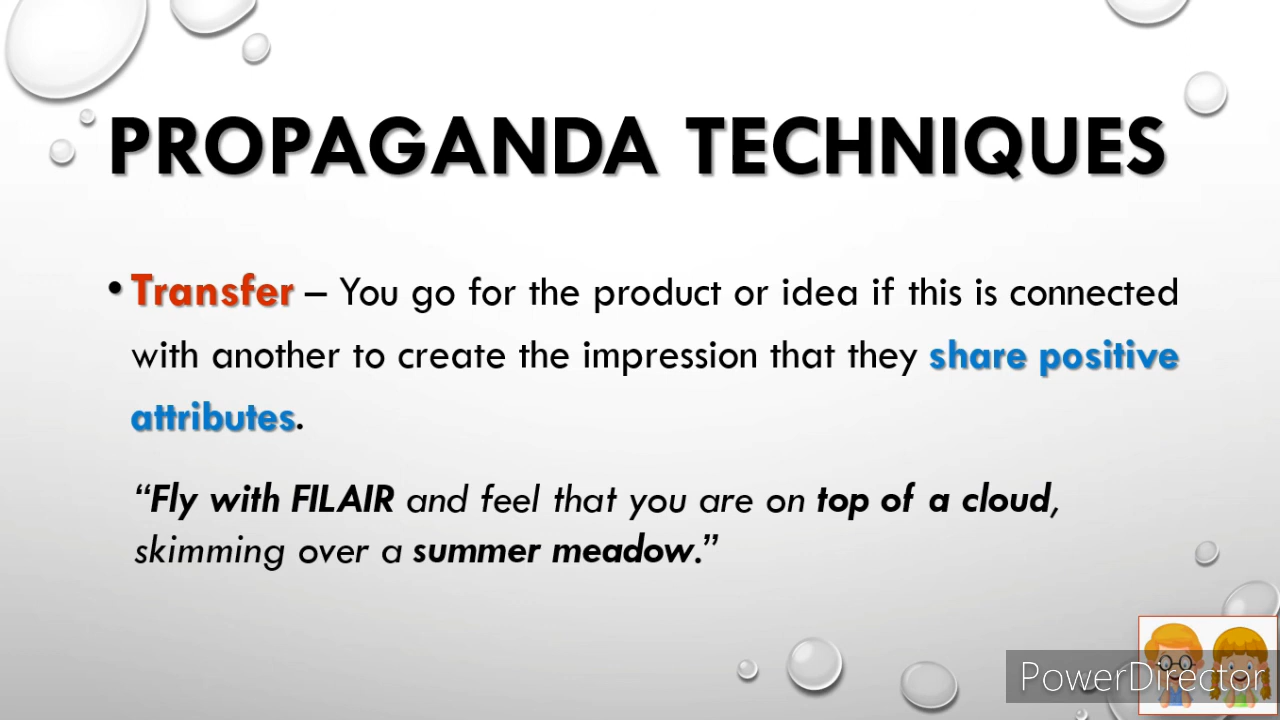 PROPAGANDA TECHNIQUES
• Transfer – You go for the product or idea if this is connected
with another to create the impression that they share positive
attributes.
“Fly with FILAIR and feel that you are on top of a cloud,
skimming over a summer meadow.”
PowerDirector